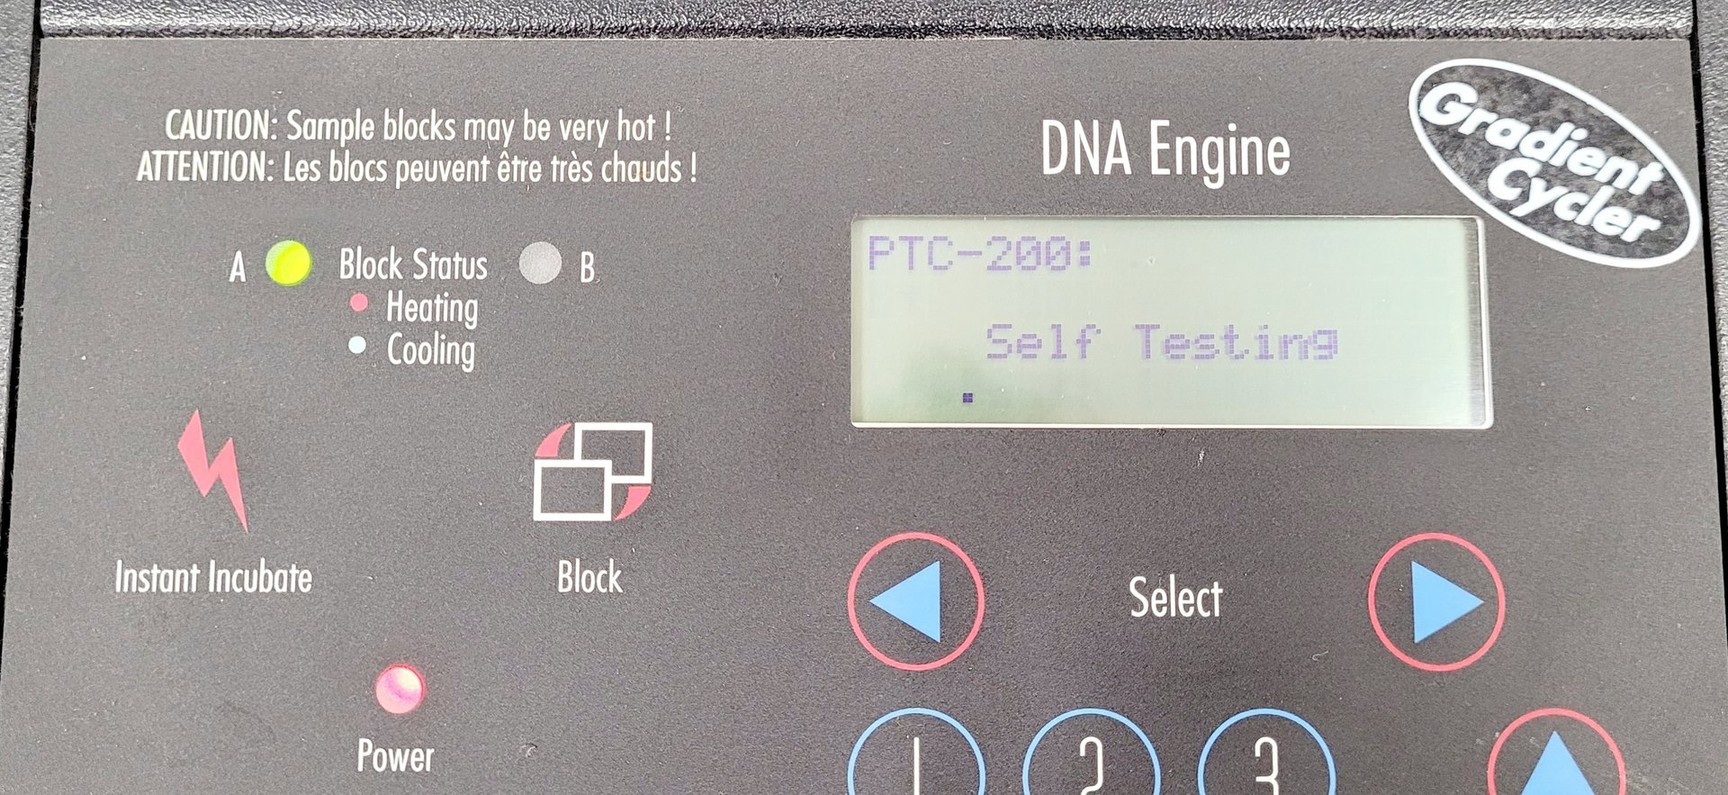 CAUTION: Sample blocks may be very hot !
ATTENTION: Les blocs peuvent être très chauds !
DNA Engine
Gradient
Cycler
A Block Status B
Heating
Cooling
PTC-200:
Self Testing
.
Instant Incubate
Block
Select
Power
1 2 3